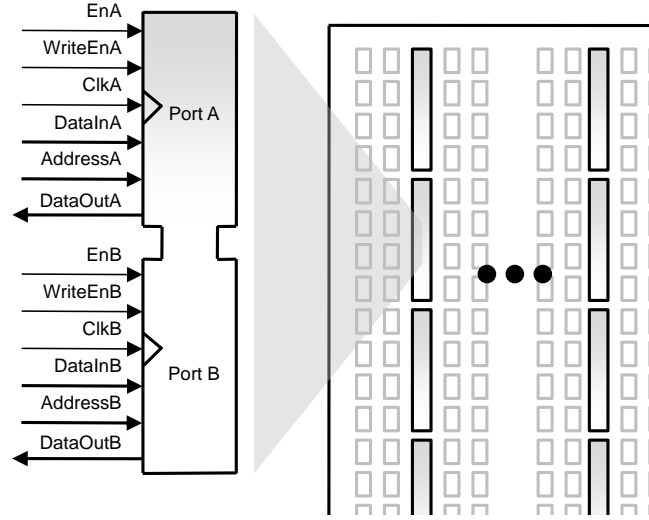 EnA
WriteEnA
ClkA
Port A
DataInA
AddressA
DataOutA
EnB
WriteEnB
ClkB
DataInB
Port B
AddressB
DataOutB